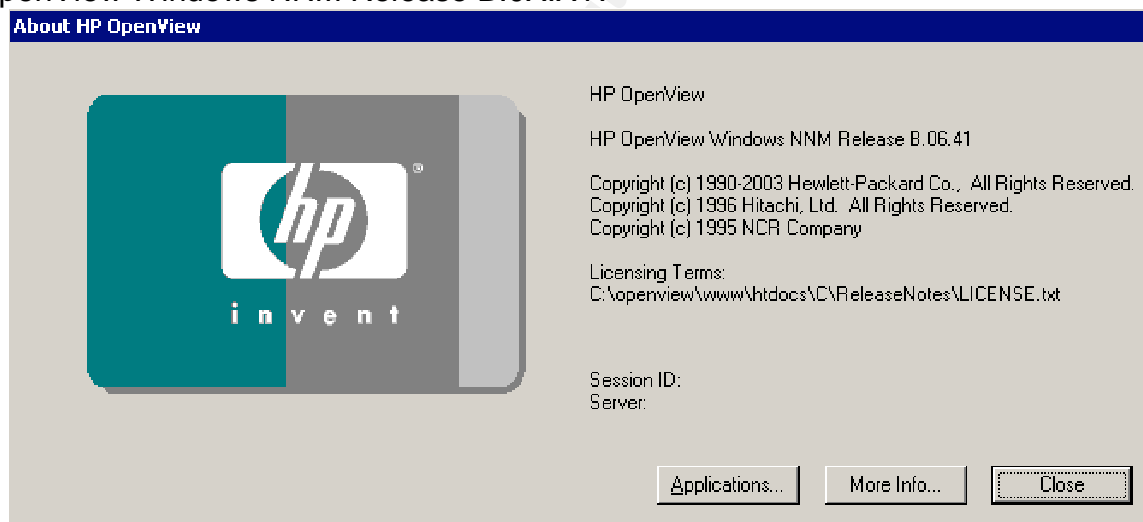 About HP OpenView
HP OpenView
HP OpenView Windows NNM Release B.06.41
Copyright (c) 1990-2003 Hewlett-Packard Co., All Rights Reserved.
Copyright (c) 1996 Hitachi, Ltd. All Rights Reserved.
Copyright (c) 1995 NCR Company
Licensing Terms:
C:\openview\www\htdocs\C\ReleaseNotes\LICENSE.txt
hp ®
invent
Session ID:
Server:
Applications... More Info... Close